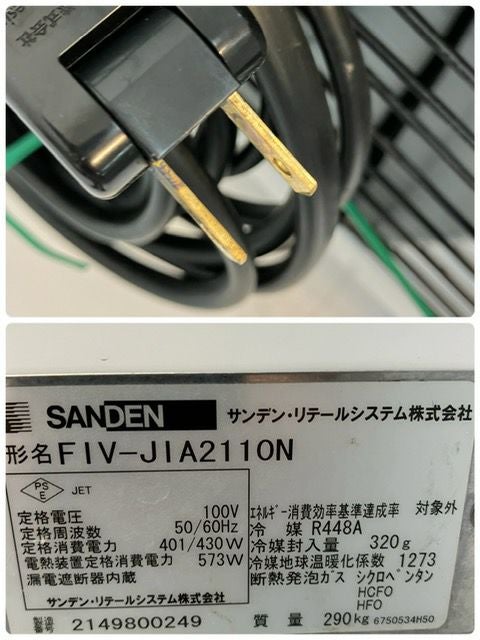 株式会社
SANDEN サンデン・リテールシステム株式会社
形名 FIV-JIA2110N
PSE JET
定格電圧 100V
定格周波数 50/60Hz
定格消費電力 401/430W
電熱装置定格消費電力 573W
漏電遮断器内蔵
サンデン・リテールシステム株式会社
エネルギー消費効率基準達成率 対象外
冷媒 R448A
冷媒封入量 320g
冷媒地球温暖化係数 1273
断熱発泡ガス シクロペンタン
HCFO
HFO
製造番号 2149800249 質量 290kg 6750534H50